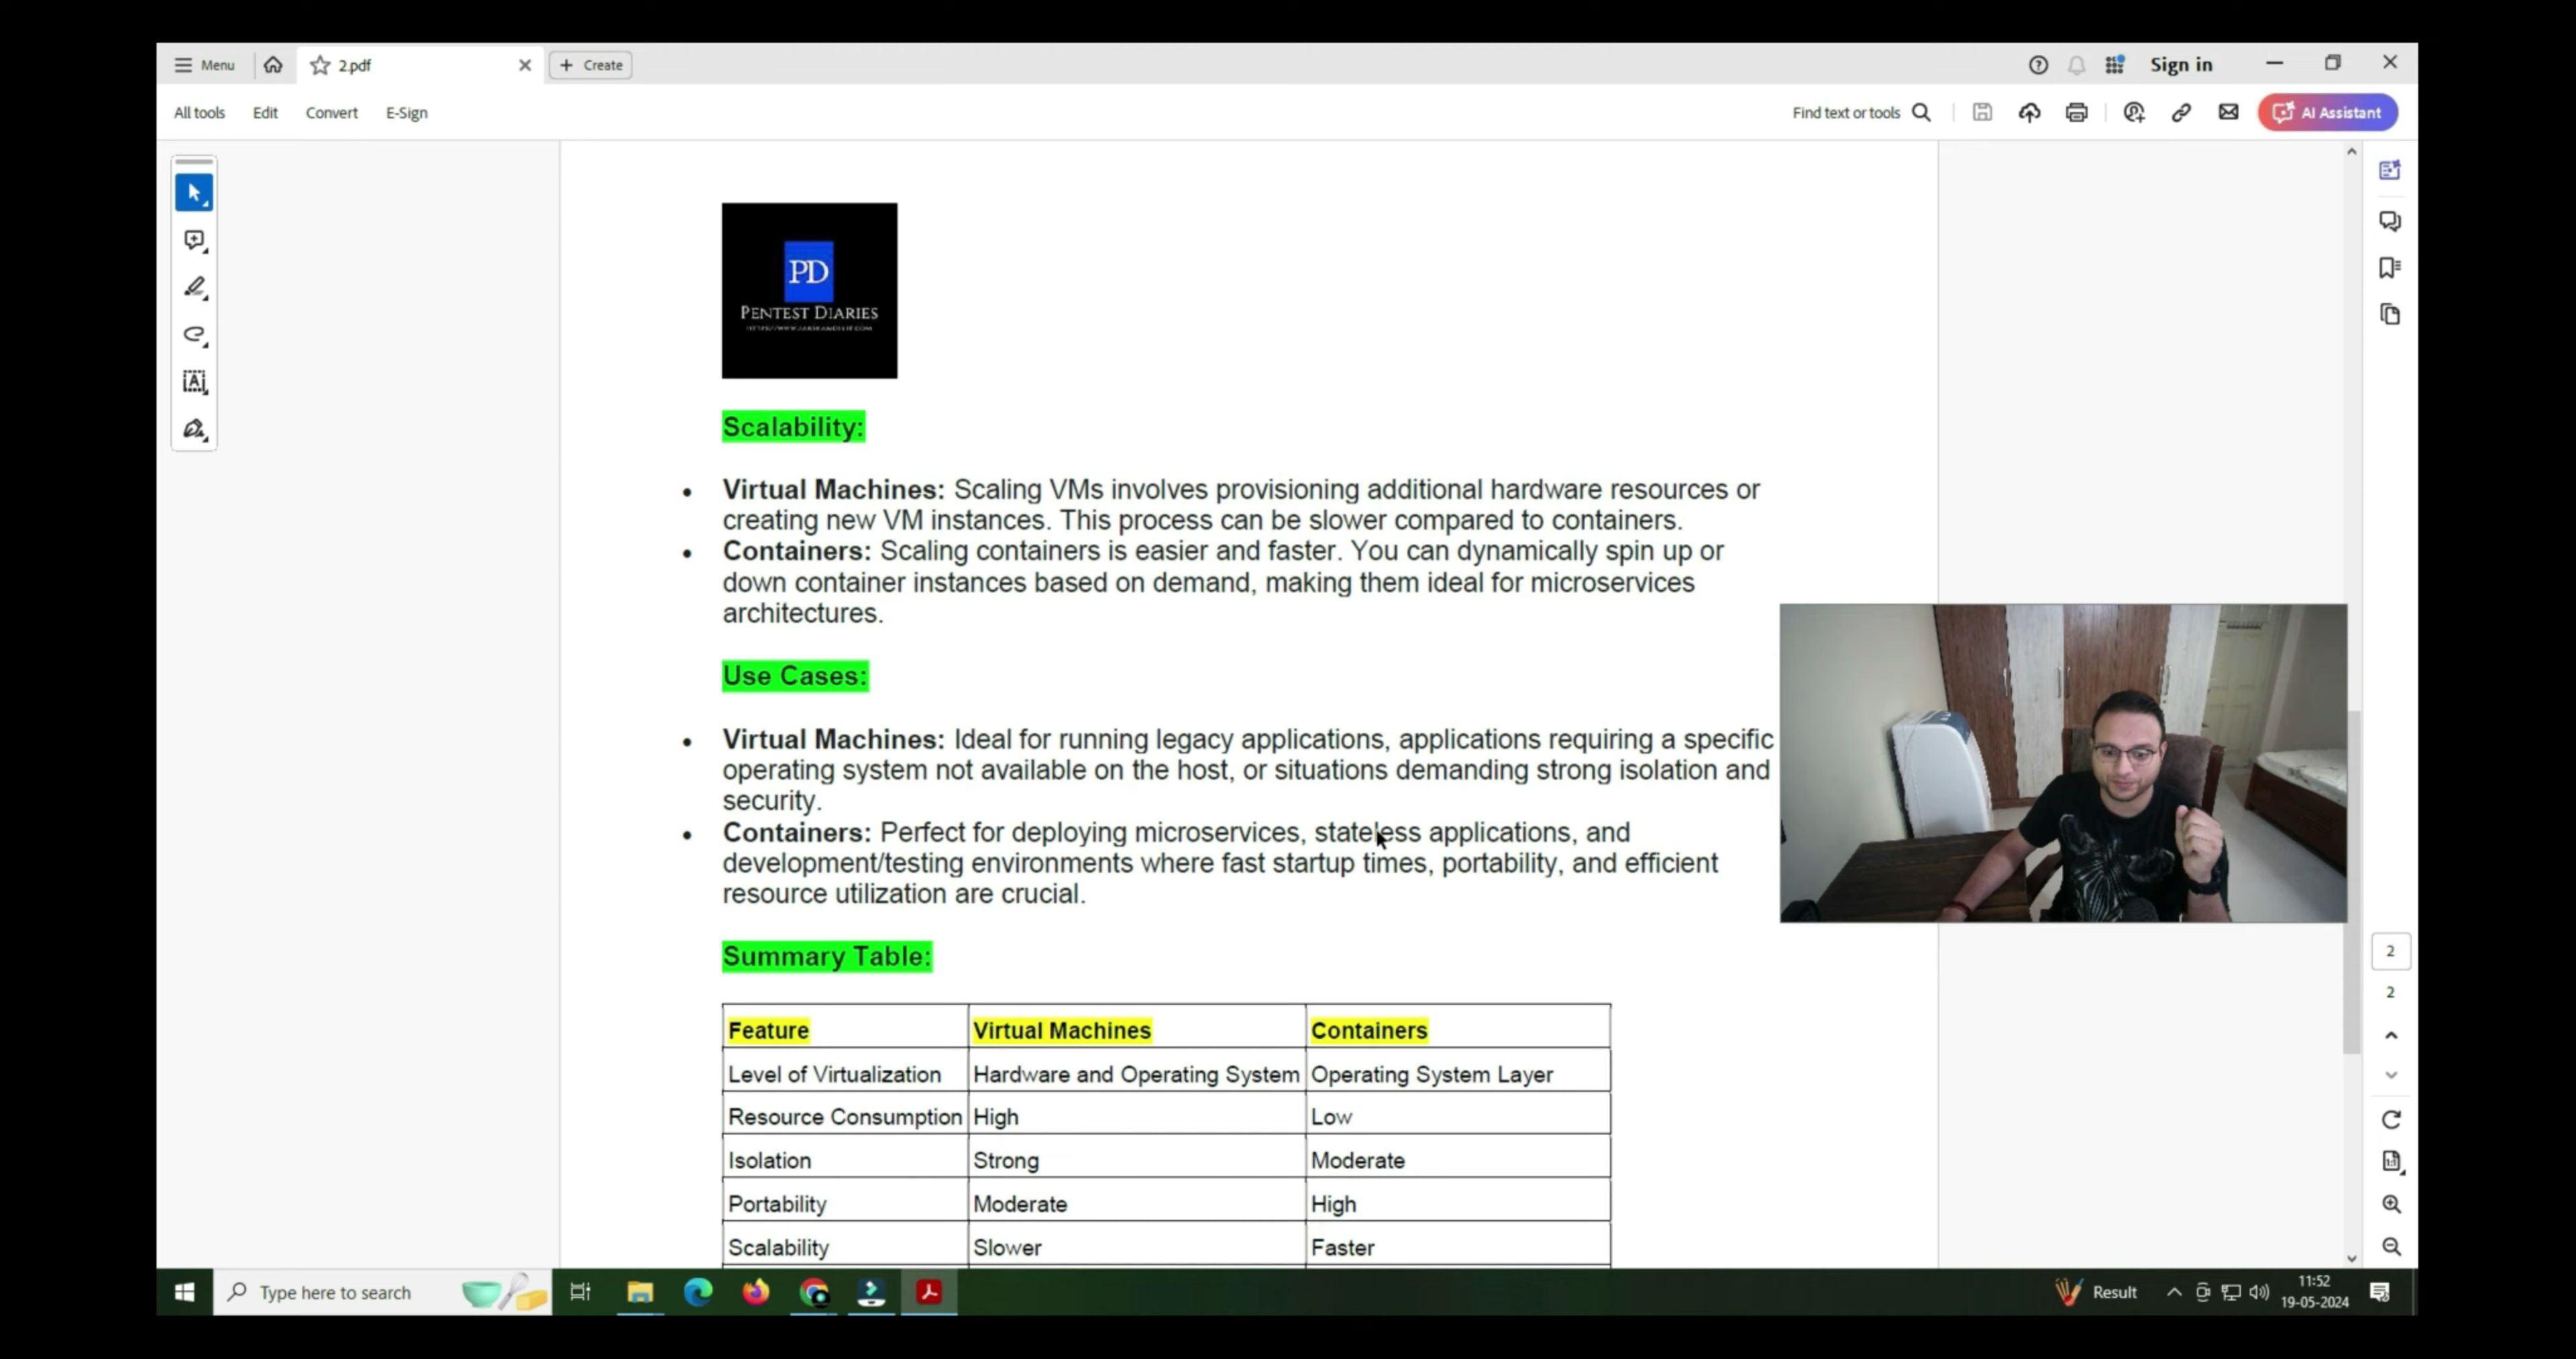 Menu
2.pdf
Create
Sign in
All tools Edit Convert E-Sign
Find text or tools
AI Assistant
PD
PENTEST DIARIES
Scalability:
• Virtual Machines: Scaling VMs involves provisioning additional hardware resources or
creating new VM instances. This process can be slower compared to containers.
• Containers: Scaling containers is easier and faster. You can dynamically spin up or
down container instances based on demand, making them ideal for microservices
architectures.
Use Cases:
• Virtual Machines: Ideal for running legacy applications, applications requiring a specific
operating system not available on the host, or situations demanding strong isolation and
security.
• Containers: Perfect for deploying microservices, stateless applications, and
development/testing environments where fast startup times, portability, and efficient
resource utilization are crucial.
Summary Table:
Feature Virtual Machines Containers
Level of Virtualization Hardware and Operating System Operating System Layer
Resource Consumption High Low
Isolation Strong Moderate
Portability Moderate High
Scalability Slower Faster
2
2
Type here to search
Result
11:52
19-05-2024